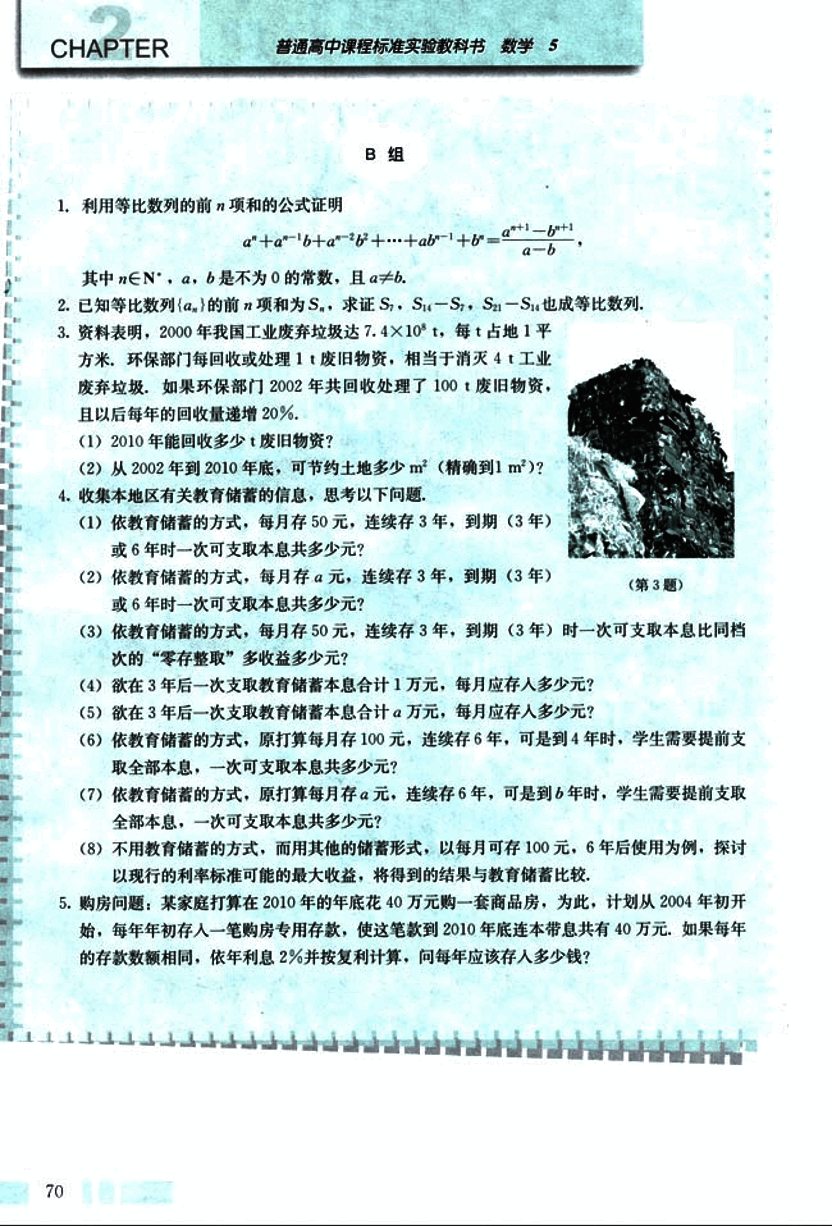 2
CHAPTER
普通高中课程标准实验教科书 数学 5
B 组
1. 利用等比数列的前 n 项和的公式证明
aⁿ+aⁿ⁻¹b+aⁿ⁻²b²+…+abⁿ⁻¹+bⁿ=(aⁿ⁺¹-bⁿ⁺¹)/(a-b),
其中 n∈N*,a,b 是不为 0 的常数,且 a≠b.
2. 已知等比数列{aₙ}的前 n 项和为 Sₙ,求证 S₇,S₁₄-S₇,S₂₁-S₁₄也成等比数列.
3. 资料表明,2000 年我国工业废弃垃圾达 7.4×10⁸ t,每 t 占地 1 平
方米. 环保部门每回收或处理 1 t 废旧物资,相当于消灭 4 t 工业
废弃垃圾. 如果环保部门 2002 年共回收处理了 100 t 废旧物资,
且以后每年的回收量递增 20%.
(1) 2010 年能回收多少 t 废旧物资?
(2) 从 2002 年到 2010 年底,可节约土地多少 m²(精确到1 m²)?
4. 收集本地区有关教育储蓄的信息,思考以下问题.
(1) 依教育储蓄的方式,每月存 50 元,连续存 3 年,到期(3 年)
或 6 年时一次可支取本息共多少元?
(2) 依教育储蓄的方式,每月存 a 元,连续存 3 年,到期(3 年)
或 6 年时一次可支取本息共多少元?
(第 3 题)
(3) 依教育储蓄的方式,每月存 50 元,连续存 3 年,到期(3 年)时一次可支取本息比同档
次的“零存整取”多收益多少元?
(4) 欲在 3 年后一次支取教育储蓄本息合计 1 万元,每月应存入多少元?
(5) 欲在 3 年后一次支取教育储蓄本息合计 a 万元,每月应存入多少元?
(6) 依教育储蓄的方式,原打算每月存 100 元,连续存 6 年,可是到 4 年时,学生需要提前支
取全部本息,一次可支取本息共多少元?
(7) 依教育储蓄的方式,原打算每月存 a 元,连续存 6 年,可是到 b 年时,学生需要提前支取
全部本息,一次可支取本息共多少元?
(8) 不用教育储蓄的方式,而用其他的储蓄形式,以每月可存 100 元,6 年后使用为例,探讨
以现行的利率标准可能的最大收益,将得到的结果与教育储蓄比较.
5. 购房问题:某家庭打算在 2010 年的年底花 40 万元购一套商品房,为此,计划从 2004 年初开
始,每年年初存入一笔购房专用存款,使这笔款到 2010 年底连本带息共有 40 万元. 如果每年
的存款数额相同,依年利息 2%并按复利计算,问每年应该存入多少钱?
70